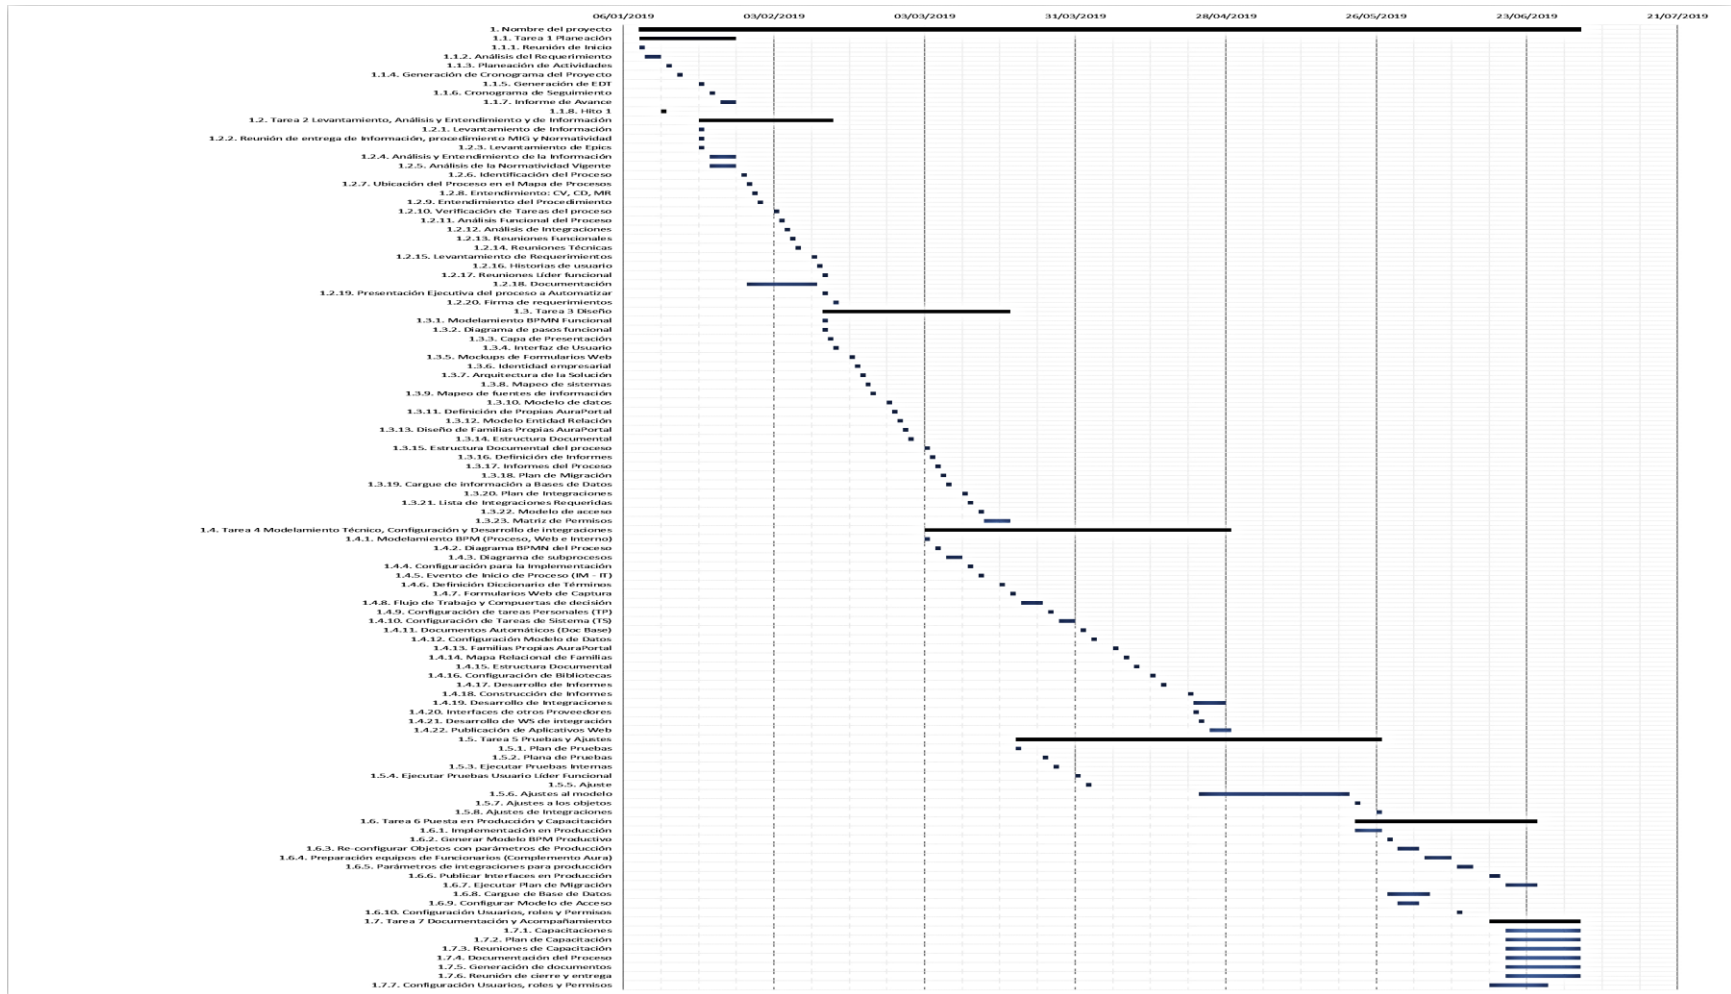 06/01/2019 03/02/2019 03/03/2019 31/03/2019 28/04/2019 26/05/2019 23/06/2019 21/07/2019
1. Nombre del proyecto
1.1. Tarea 1 Planeación
1.1.1. Reunión de Inicio
1.1.2. Análisis del Requerimiento
1.1.3. Planeación de Actividades
1.1.4. Generación de Cronograma del Proyecto
1.1.5. Generación de EDT
1.1.6. Cronograma de Seguimiento
1.1.7. Informe de Avance
1.1.8. Hito 1
1.2. Tarea 2 Levantamiento, Análisis y Entendimiento y de Información
1.2.1. Levantamiento de Información
1.2.2. Reunión de entrega de Información, procedimiento MIG y Normatividad
1.2.3. Levantamiento de Epics
1.2.4. Análisis y Entendimiento de la Información
1.2.5. Análisis de la Normatividad Vigente
1.2.6. Identificación del Proceso
1.2.7. Ubicación del Proceso en el Mapa de Procesos
1.2.8. Entendimiento: CV, CD, MR
1.2.9. Entendimiento del Procedimiento
1.2.10. Verificación de Tareas del proceso
1.2.11. Análisis Funcional del Proceso
1.2.12. Análisis de Integraciones
1.2.13. Reuniones Funcionales
1.2.14. Reuniones Técnicas
1.2.15. Levantamiento de Requerimientos
1.2.16. Historias de usuario
1.2.17. Reuniones Líder funcional
1.2.18. Documentación
1.2.19. Presentación Ejecutiva del proceso a Automatizar
1.2.20. Firma de requerimientos
1.3. Tarea 3 Diseño
1.3.1. Modelamiento BPMN Funcional
1.3.2. Diagrama de pasos funcional
1.3.3. Capa de Presentación
1.3.4. Interfaz de Usuario
1.3.5. Mockups de Formularios Web
1.3.6. Identidad empresarial
1.3.7. Arquitectura de la Solución
1.3.8. Mapeo de sistemas
1.3.9. Mapeo de fuentes de información
1.3.10. Modelo de datos
1.3.11. Definición de Propias AuraPortal
1.3.12. Modelo Entidad Relación
1.3.13. Diseño de Familias Propias AuraPortal
1.3.14. Estructura Documental
1.3.15. Estructura Documental del proceso
1.3.16. Definición de Informes
1.3.17. Informes del Proceso
1.3.18. Plan de Migración
1.3.19. Cargue de información a Bases de Datos
1.3.20. Plan de Integraciones
1.3.21. Lista de Integraciones Requeridas
1.3.22. Modelo de acceso
1.3.23. Matriz de Permisos
1.4. Tarea 4 Modelamiento Técnico, Configuración y Desarrollo de integraciones
1.4.1. Modelamiento BPM (Proceso, Web e Interno)
1.4.2. Diagrama BPMN del Proceso
1.4.3. Diagrama de subprocesos
1.4.4. Configuración para la Implementación
1.4.5. Evento de Inicio de Proceso (IM - IT)
1.4.6. Definición Diccionario de Términos
1.4.7. Formularios Web de Captura
1.4.8. Flujo de Trabajo y Compuertas de decisión
1.4.9. Configuración de tareas Personales (TP)
1.4.10. Configuración de Tareas de Sistema (TS)
1.4.11. Documentos Automáticos (Doc Base)
1.4.12. Configuración Modelo de Datos
1.4.13. Familias Propias AuraPortal
1.4.14. Mapa Relacional de Familias
1.4.15. Estructura Documental
1.4.16. Configuración de Bibliotecas
1.4.17. Desarrollo de Informes
1.4.18. Construcción de Informes
1.4.19. Desarrollo de Integraciones
1.4.20. Interfaces de otros Proveedores
1.4.21. Desarrollo de WS de integración
1.4.22. Publicación de Aplicativos Web
1.5. Tarea 5 Pruebas y Ajustes
1.5.1. Plan de Pruebas
1.5.2. Plana de Pruebas
1.5.3. Ejecutar Pruebas Internas
1.5.4. Ejecutar Pruebas Usuario Líder Funcional
1.5.5. Ajuste
1.5.6. Ajustes al modelo
1.5.7. Ajustes a los objetos
1.5.8. Ajustes de Integraciones
1.6. Tarea 6 Puesta en Producción y Capacitación
1.6.1. Implementación en Producción
1.6.2. Generar Modelo BPM Productivo
1.6.3. Re-configurar Objetos con parámetros de Producción
1.6.4. Preparación equipos de Funcionarios (Complemento Aura)
1.6.5. Parámetros de integraciones para producción
1.6.6. Publicar Interfaces en Producción
1.6.7. Ejecutar Plan de Migración
1.6.8. Cargue de Base de Datos
1.6.9. Configurar Modelo de Acceso
1.6.10. Configuración Usuarios, roles y Permisos
1.7. Tarea 7 Documentación y Acompañamiento
1.7.1. Capacitaciones
1.7.2. Plan de Capacitación
1.7.3. Reuniones de Capacitación
1.7.4. Documentación del Proceso
1.7.5. Generación de documentos
1.7.6. Reunión de cierre y entrega
1.7.7. Configuración Usuarios, roles y Permisos